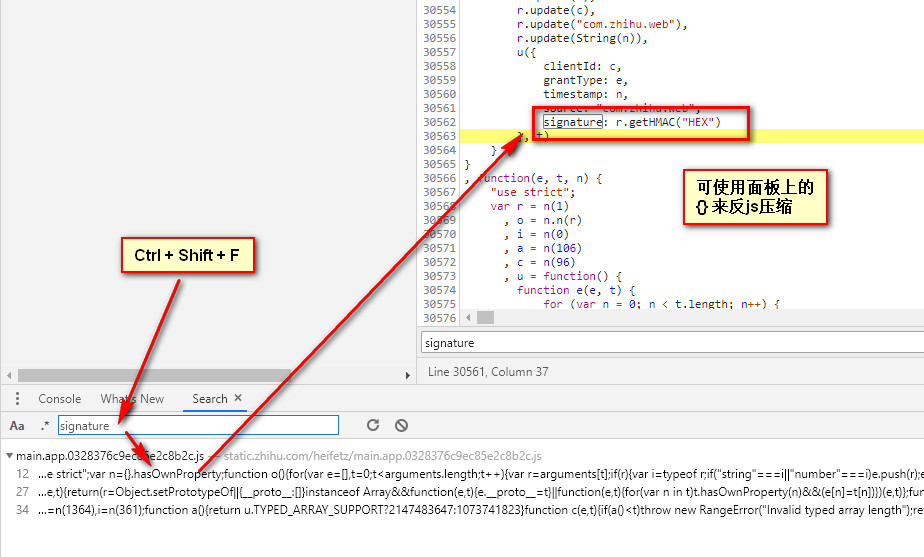 30554 r.update(c),
30555 r.update("com.zhihu.web"),
30556 r.update(String(n)),
30557 u({
30558 clientId: c,
30559 grantType: e,
30560 timestamp: n,
30561 source: "com.zhihu.web",
30562 signature: r.getHMAC("HEX")
30563 }, t)
30564 }
30565 }
30566 , function(e, t, n) {
30567 "use strict";
30568 var r = n(1)
30569 , o = n.n(r)
30570 , i = n(0)
30571 , a = n(106)
30572 , c = n(96)
30573 , u = function() {
30574 function e(e, t) {
30575 for (var n = 0; n < t.length; n++) {
30576
可使用面板上的
{} 来反js压缩
Ctrl + Shift + F
signature
Line 30561, Column 37
Console What's New Search ×
Aa .* signature
main.app.0328376c9ec85e2c8b2c.js — static.zhihu.com/heifetz/main.app.0328376c9ec85e2c8b2c.js
12 …e strict";var n={}.hasOwnProperty;function o(){for(var e=[],t=0;t<arguments.length;t++){var r=arguments[t];if(r){var i=typeof r;if("string"===i||"number"===i)e.push(r);e
27 …e,t){return(r=Object.setPrototypeOf||{__proto__:[]}instanceof Array&&function(e,t){e.__proto__=t}||function(e,t){for(var n in t)t.hasOwnProperty(n)&&(e[n]=t[n])})(e,t)};func
34 …=n(1364),i=n(361);function a(){return u.TYPED_ARRAY_SUPPORT?2147483647:1073741823}function c(e,t){if(a()<t)throw new RangeError("Invalid typed array length");re